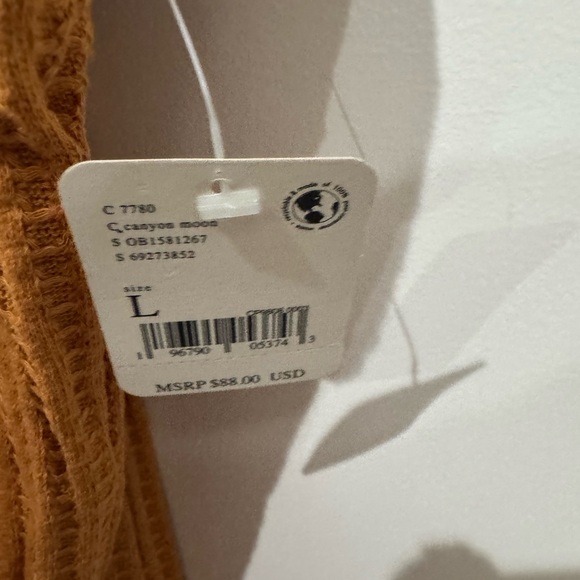 C 7780
C canyon moon
S OB1581267
S 69273852
size
L
1 96790 05374 3
MSRP $88.00 USD